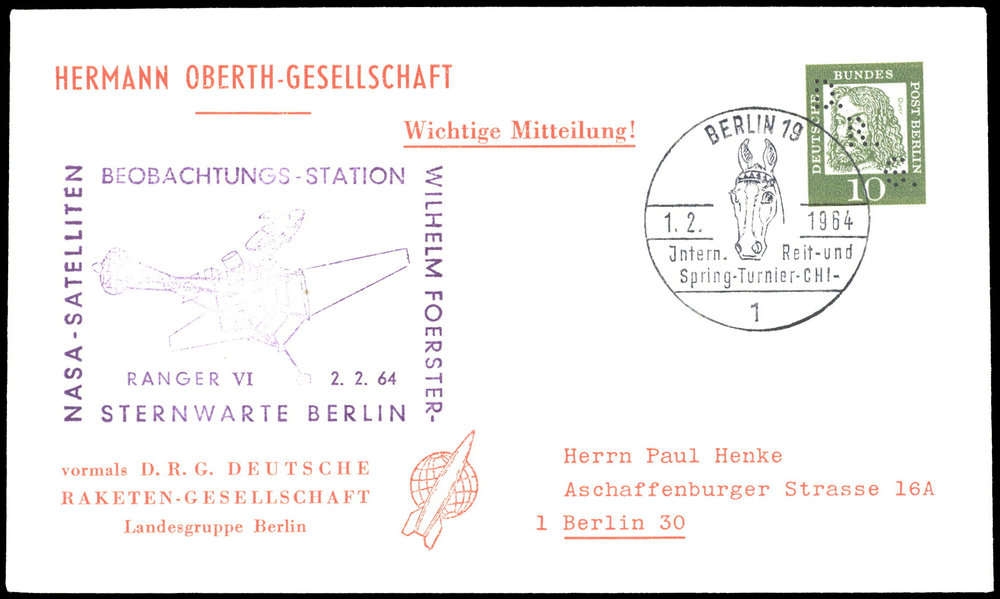 HERMANN OBERTH-GESELLSCHAFT
Wichtige Mitteilung!
DEUTSCHE
BUNDES
POST BERLIN
Dürer
10
BERLIN 19
1. 2. 1964
Jntern. Reit-und
Spring-Turnier-CHI-
1
NASA-SATELLITEN
BEOBACHTUNGS-STATION
WILHELM FOERSTER-
RANGER VI 2. 2. 64
STERNWARTE BERLIN
vormals D. R. G. DEUTSCHE
RAKETEN-GESELLSCHAFT
Landesgruppe Berlin
Herrn Paul Henke
Aschaffenburger Strasse 16A
1 Berlin 30